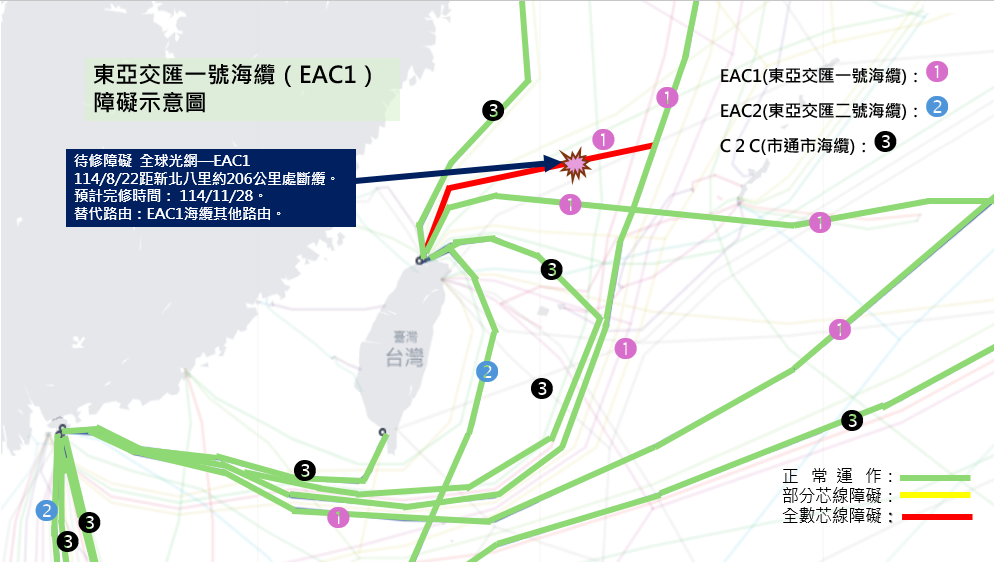 東亞交匯一號海纜（EAC1）
障礙示意圖
EAC1(東亞交匯一號海纜)：1
EAC2(東亞交匯二號海纜)：2
C 2 C(市通市海纜)：3
待修障礙 全球光網—EAC1
114/8/22距新北八里約206公里處斷纜。
預計完修時間： 114/11/28。
替代路由：EAC1海纜其他路由。
1
3
1
1
1
3
臺灣
台灣
1
1
2
3
3
3
1
2
3
3
正 常 運 作：
部分芯線障礙：
全數芯線障礙：